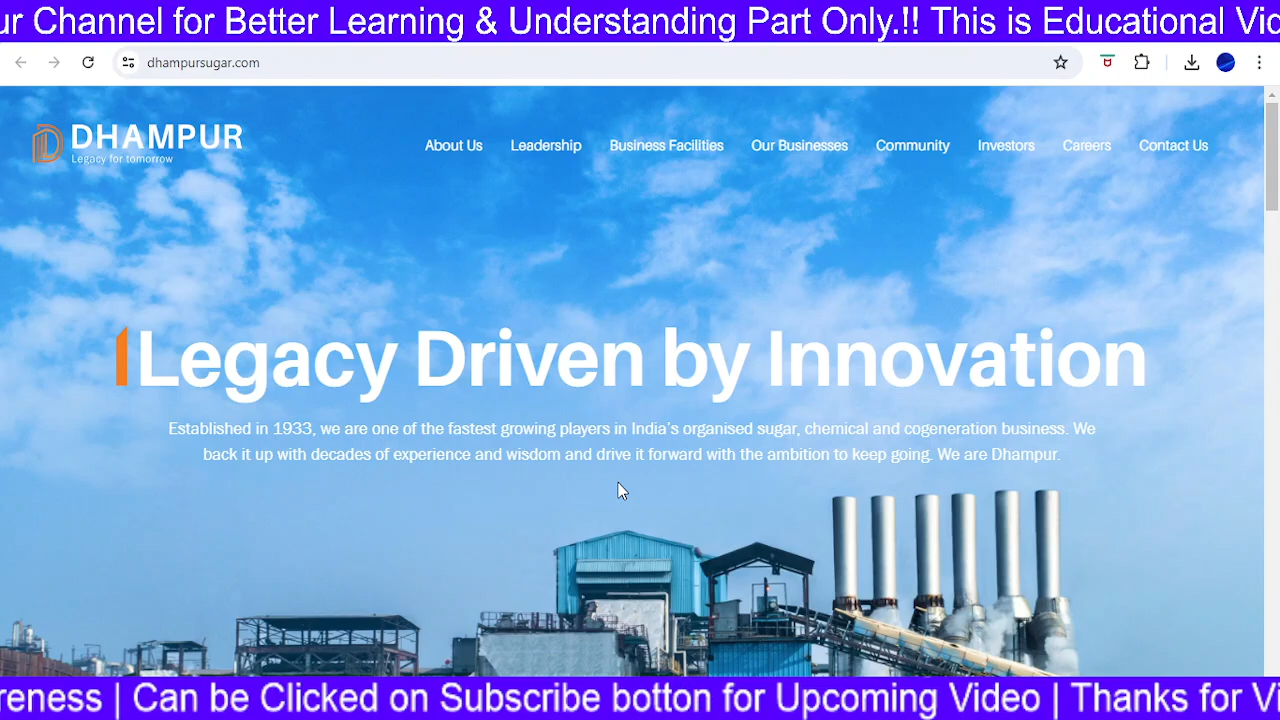 Channel for Better Learning & Understanding Part Only.!! This is Educational
dhampursugar.com
DHAMPUR
Legacy for tomorrow
About Us Leadership Business Facilities Our Businesses Community Investors Careers Contact Us
Legacy Driven by Innovation
Established in 1933, we are one of the fastest growing players in India's organised sugar, chemical and cogeneration business. We
back it up with decades of experience and wisdom and drive it forward with the ambition to keep going. We are Dhampur.
| Can be Clicked on Subscribe botton for Upcoming Video | Thanks for